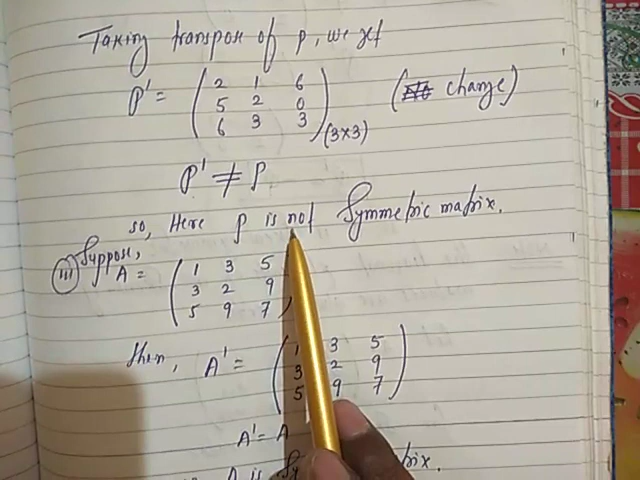 Taking transpose of P, we get
P' = ( 2 1 6
5 2 0
6 3 3 ) (3×3) ( change)
P' ≠ P
so, Here P is not Symmetric matrix.
(iii) Suppose,
A = ( 1 3 5
3 2 9
5 9 7 )
then, A' = ( 1 3 5
3 2 9
5 9 7 )
A' = A
A is